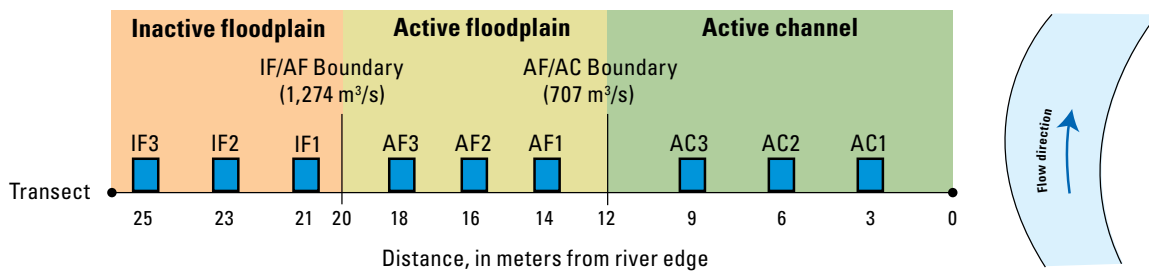 Inactive floodplain
Active floodplain
Active channel
IF/AF Boundary
(1,274 m³/s)
AF/AC Boundary
(707 m³/s)
IF3 IF2 IF1 AF3 AF2 AF1 AC3 AC2 AC1
Transect
25 23 21 20 18 16 14 12 9 6 3 0
Distance, in meters from river edge
Flow direction